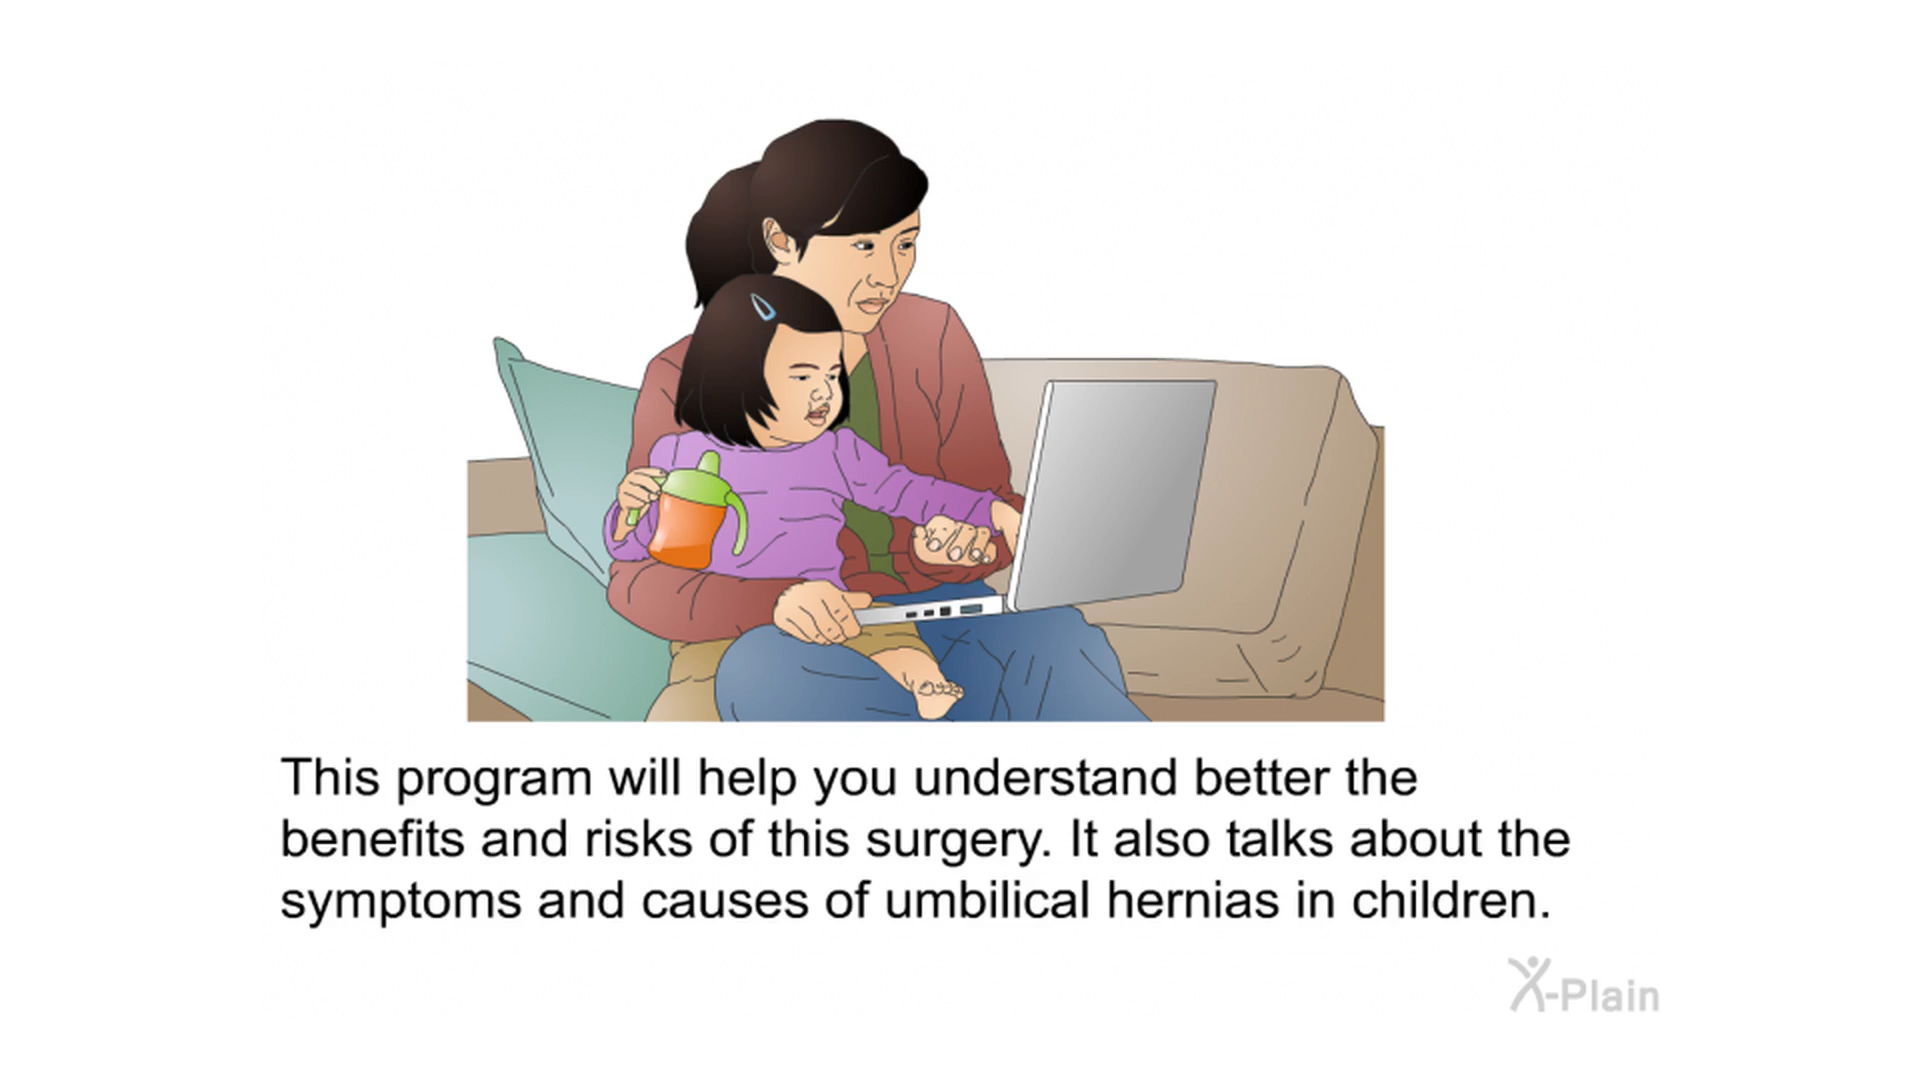 This program will help you understand better the
benefits and risks of this surgery. It also talks about the
symptoms and causes of umbilical hernias in children.
X-Plain